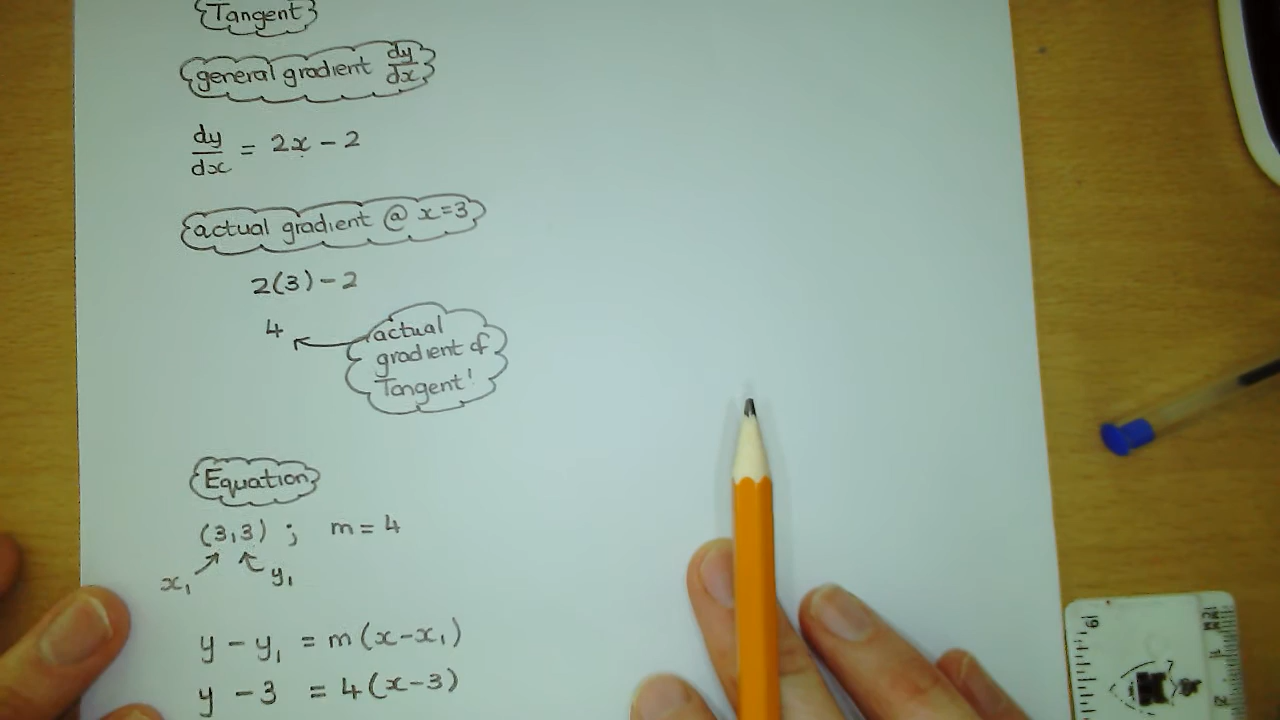 Tangent
general gradient dy/dx
dy/dx = 2x - 2
actual gradient @ x=3
2(3) - 2
4
actual
gradient of
Tangent!
Equation
(3,3) ; m = 4
x₁ y₁
y - y₁ = m(x-x₁)
y - 3 = 4(x-3)
19